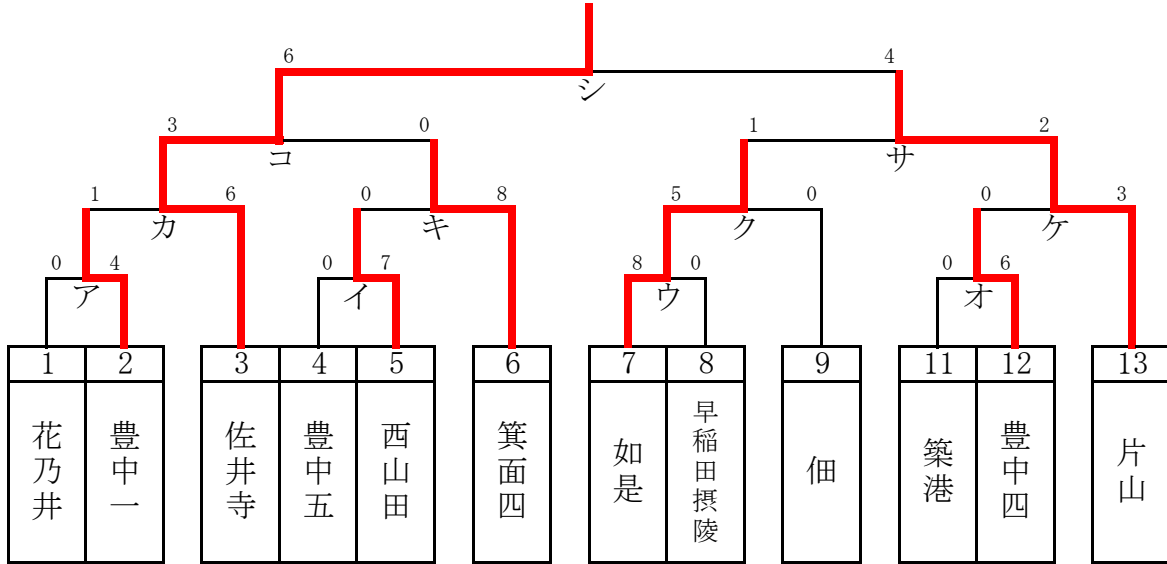 6 4
シ
3 0 1 2
コ サ
1 6 0 8 5 0 0 3
カ キ ク ケ
0 4 0 7 8 0 0 6
ア イ ウ オ
1 2 3 4 5 6 7 8 9 11 12 13
花乃井
豊中一
佐井寺
豊中五
西山田
箕面四
如是
早稲田摂陵
佃
築港
豊中四
片山